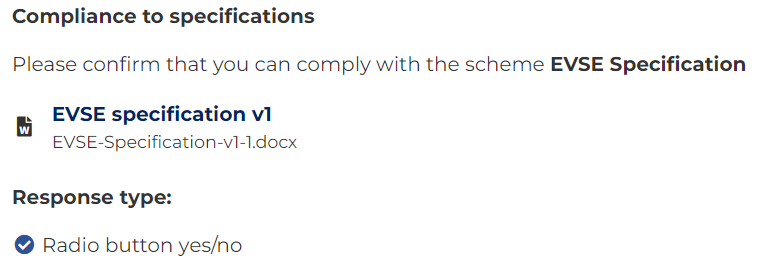 Compliance to specifications
Please confirm that you can comply with the scheme EVSE Specification
EVSE specification v1
EVSE-Specification-v1-1.docx
Response type:
Radio button yes/no